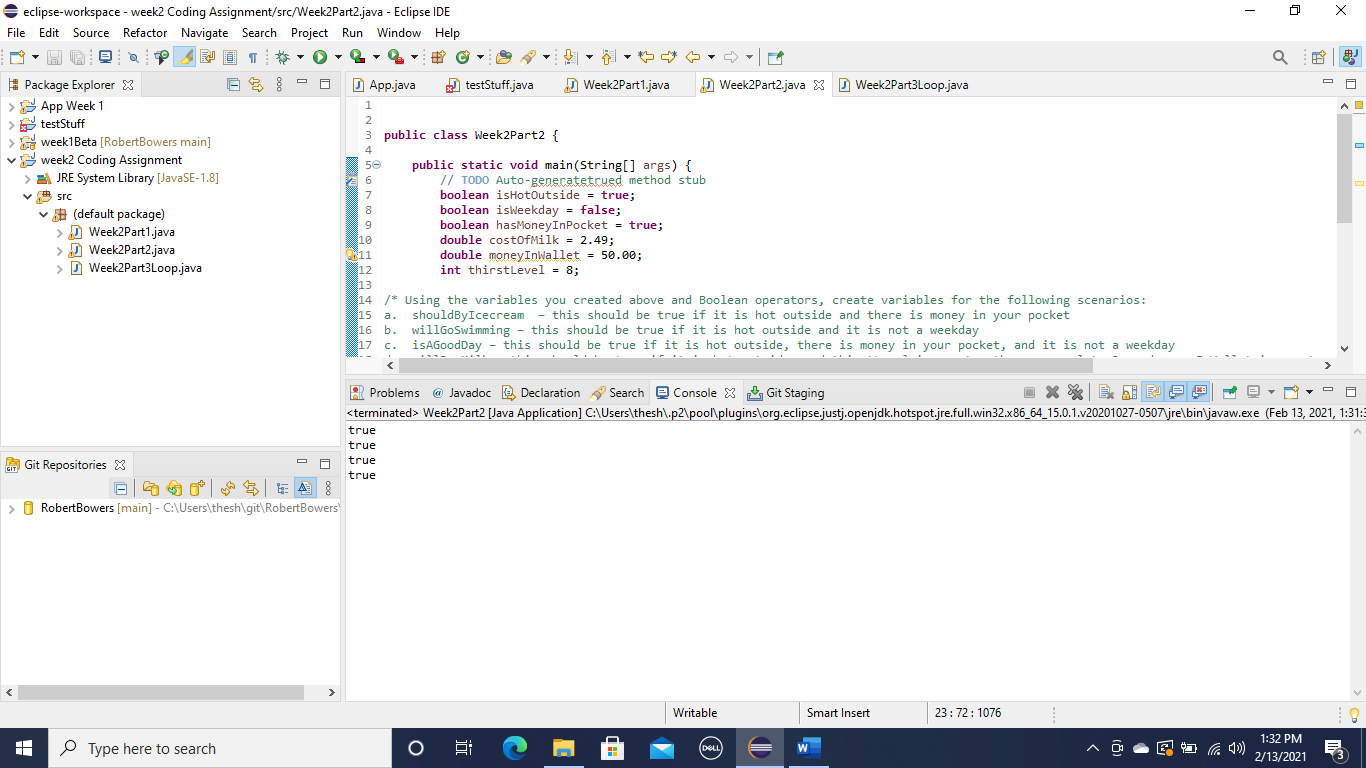 eclipse-workspace - week2 Coding Assignment/src/Week2Part2.java - Eclipse IDE
File Edit Source Refactor Navigate Search Project Run Window Help
Package Explorer
App Week 1
testStuff
week1Beta [RobertBowers main]
week2 Coding Assignment
JRE System Library [JavaSE-1.8]
src
(default package)
Week2Part1.java
Week2Part2.java
Week2Part3Loop.java
Git Repositories
RobertBowers [main] - C:\Users\thesh\git\RobertBowers\
App.java testStuff.java Week2Part1.java Week2Part2.java Week2Part3Loop.java
1
2
3 public class Week2Part2 {
4
5 public static void main(String[] args) {
6 // TODO Auto-generatetrued method stub
7 boolean isHotOutside = true;
8 boolean isWeekday = false;
9 boolean hasMoneyInPocket = true;
10 double costOfMilk = 2.49;
11 double moneyInWallet = 50.00;
12 int thirstLevel = 8;
13
14 /* Using the variables you created above and Boolean operators, create variables for the following scenarios:
15 a. shouldByIcecream – this should be true if it is hot outside and there is money in your pocket
16 b. willGoSwimming – this should be true if it is hot outside and it is not a weekday
17 c. isAGoodDay – this should be true if it is hot outside, there is money in your pocket, and it is not a weekday
Problems @ Javadoc Declaration Search Console Git Staging
<terminated> Week2Part2 [Java Application] C:\Users\thesh\.p2\pool\plugins\org.eclipse.justj.openjdk.hotspot.jre.full.win32.x86_64_15.0.1.v20201027-0507\jre\bin\javaw.exe (Feb 13, 2021, 1:31:3
true
true
true
true
Writable Smart Insert 23 : 72 : 1076
Type here to search
DELL
W
1:32 PM
2/13/2021
3